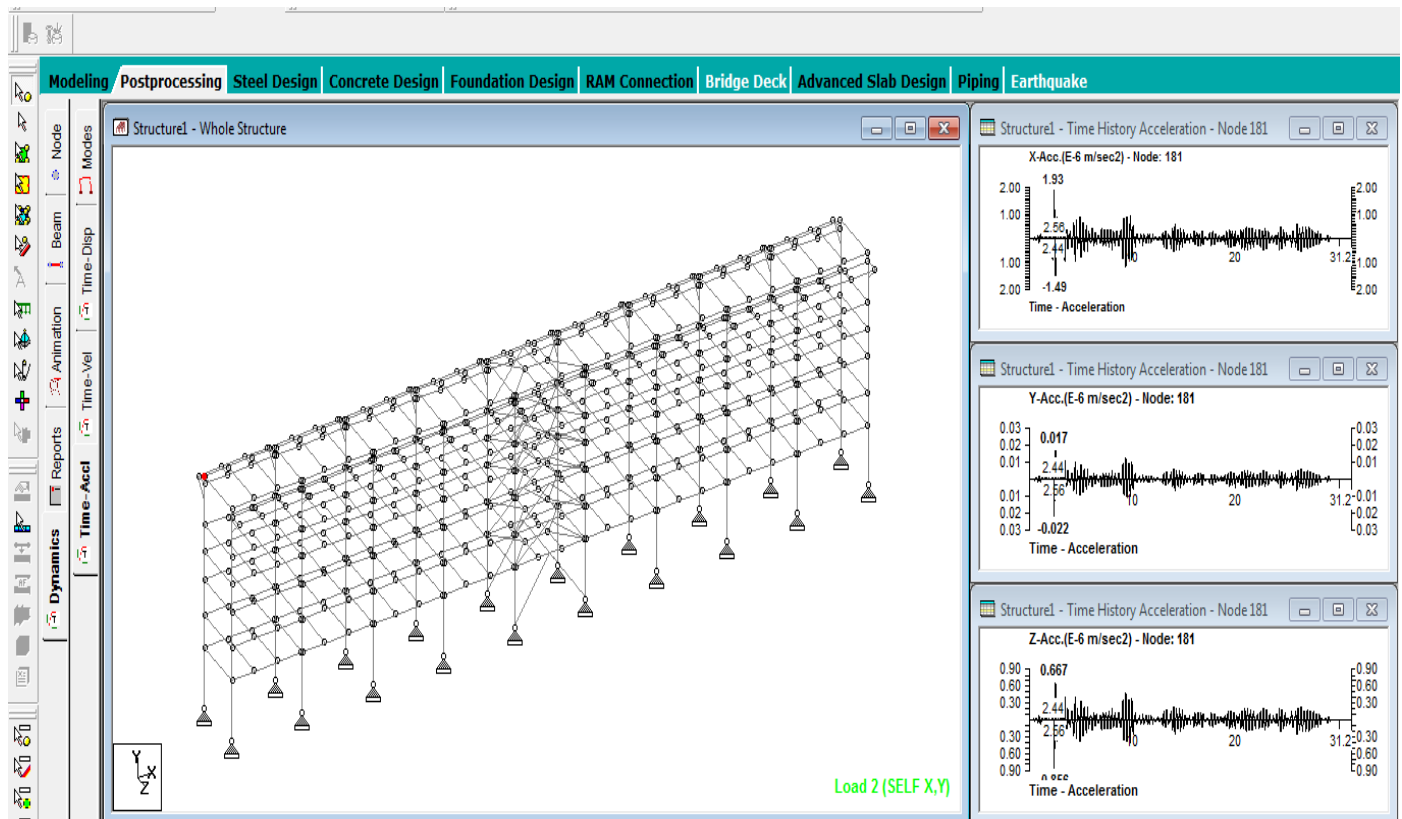 Modeling Postprocessing Steel Design Concrete Design Foundation Design RAM Connection Bridge Deck Advanced Slab Design Piping Earthquake
Node
Beam
Animation
Reports
Dynamics
Modes
Time-Disp
Time-Vel
Time-Accl
Structure1 - Whole Structure
Y
X
Z
Load 2 (SELF X,Y)
Structure1 - Time History Acceleration - Node 181
X-Acc.(E-6 m/sec2) - Node: 181
1.93
2.00 2.00
1.00 1.00
2.56
2.44
10 20 31.2
1.00 1.00
2.00 -1.49 2.00
Time - Acceleration
Structure1 - Time History Acceleration - Node 181
Y-Acc.(E-6 m/sec2) - Node: 181
0.03 0.03
0.017
0.02 0.02
0.01 0.01
2.44
2.56
0.01 10 20 31.2 0.01
0.02 0.02
0.03 -0.022 0.03
Time - Acceleration
Structure1 - Time History Acceleration - Node 181
Z-Acc.(E-6 m/sec2) - Node: 181
0.90 0.667 0.90
0.60 0.60
0.30 0.30
2.44
2.56
0.30 10 20 31.2 0.30
0.60 0.60
0.90 0.90
Time - Acceleration